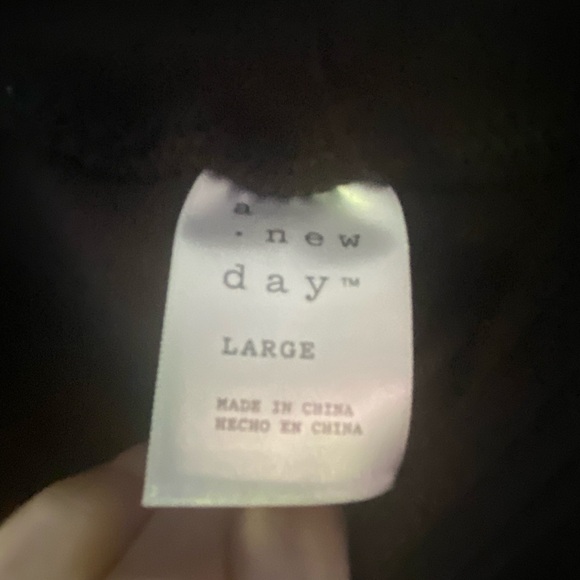 a
. new
day™
LARGE
MADE IN CHINA
HECHO EN CHINA